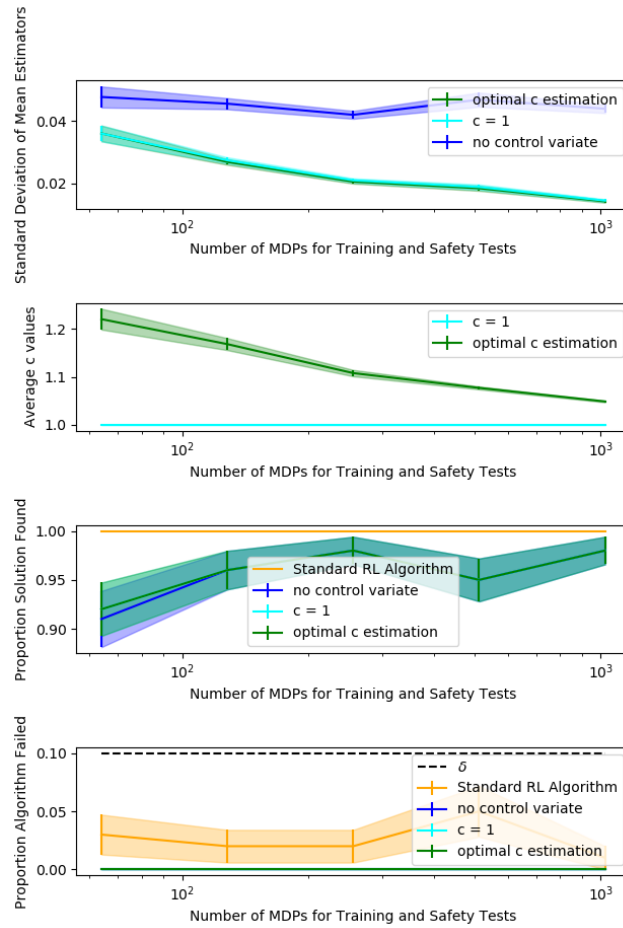 Standard Deviation of Mean Estimators
0.04
0.02
optimal c estimation
c = 1
no control variate
10²
10³
Number of MDPs for Training and Safety Tests
Average c values
1.2
1.1
1.0
c = 1
optimal c estimation
10²
10³
Number of MDPs for Training and Safety Tests
Proportion Solution Found
1.00
0.95
0.90
Standard RL Algorithm
no control variate
c = 1
optimal c estimation
10²
10³
Number of MDPs for Training and Safety Tests
Proportion Algorithm Failed
0.10
0.05
0.00
δ
Standard RL Algorithm
no control variate
c = 1
optimal c estimation
10²
10³
Number of MDPs for Training and Safety Tests